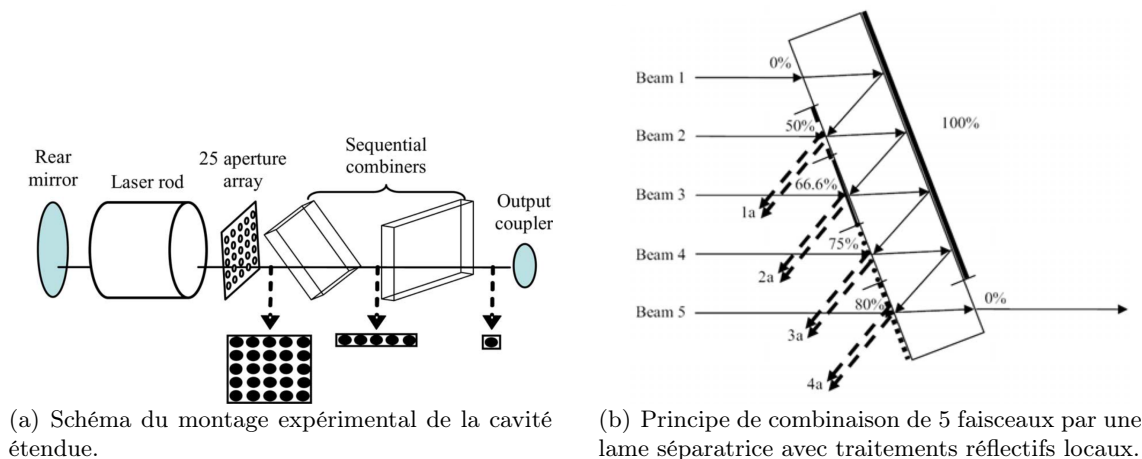 Rear
mirror
Laser rod
25 aperture
array
Sequential
combiners
Output
coupler
(a) Schéma du montage expérimental de la cavité
étendue.
0%
Beam 1
100%
50%
Beam 2
66.6%
Beam 3
1a
75%
Beam 4
2a
80%
0%
Beam 5
3a
4a
(b) Principe de combinaison de 5 faisceaux par une
lame séparatrice avec traitements réflectifs locaux.